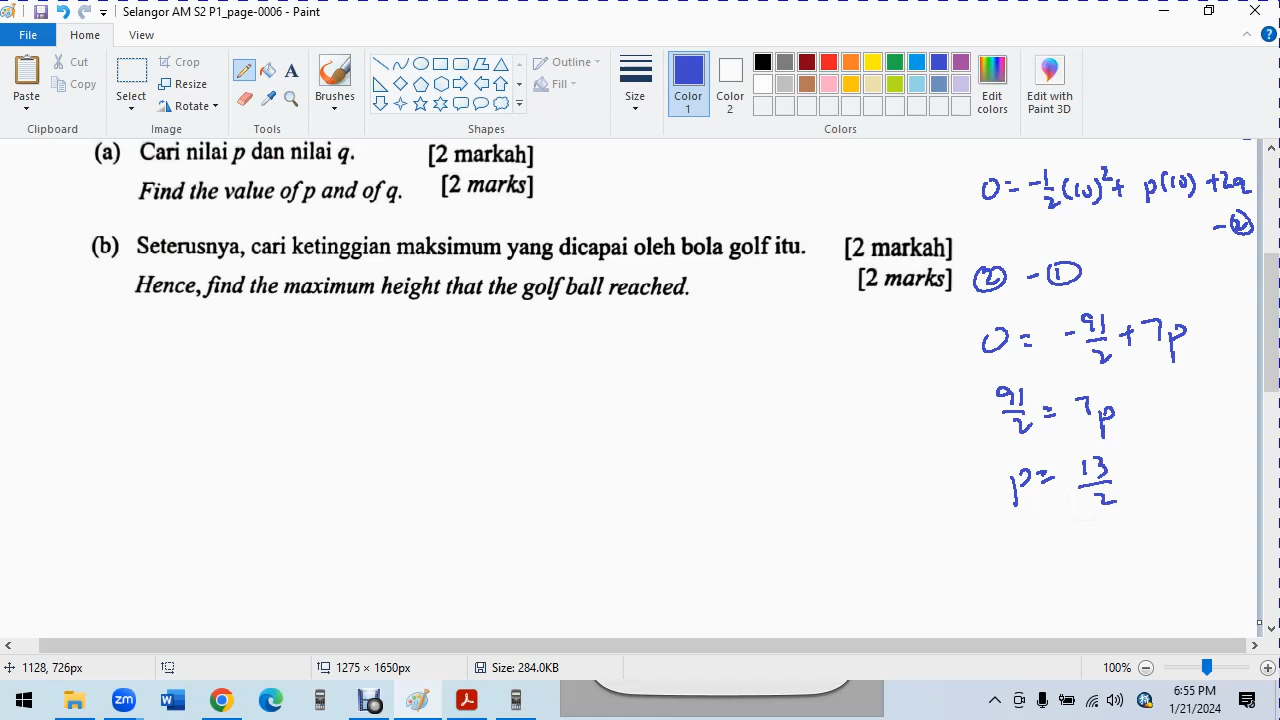 Selangor AM S2 P1_page-0006 - Paint
File Home View
Paste Cut Copy Clipboard
Select Crop Resize Rotate Image
Tools
Brushes
Outline Fill Shapes
Size
Color 1 Color 2 Colors
Edit colors
Edit with Paint 3D
(a) Cari nilai p dan nilai q. [2 markah]
Find the value of p and of q. [2 marks]
(b) Seterusnya, cari ketinggian maksimum yang dicapai oleh bola golf itu. [2 markah]
Hence, find the maximum height that the golf ball reached. [2 marks]
0 = -1/2 (10)² + p(10) + 2q
- ②
② - ①
0 = -91/2 + 7p
91/2 = 7p
p = 13/2
1128, 726px 1275 × 1650px Size: 284.0KB 100%
6:55 PM
1/21/2024